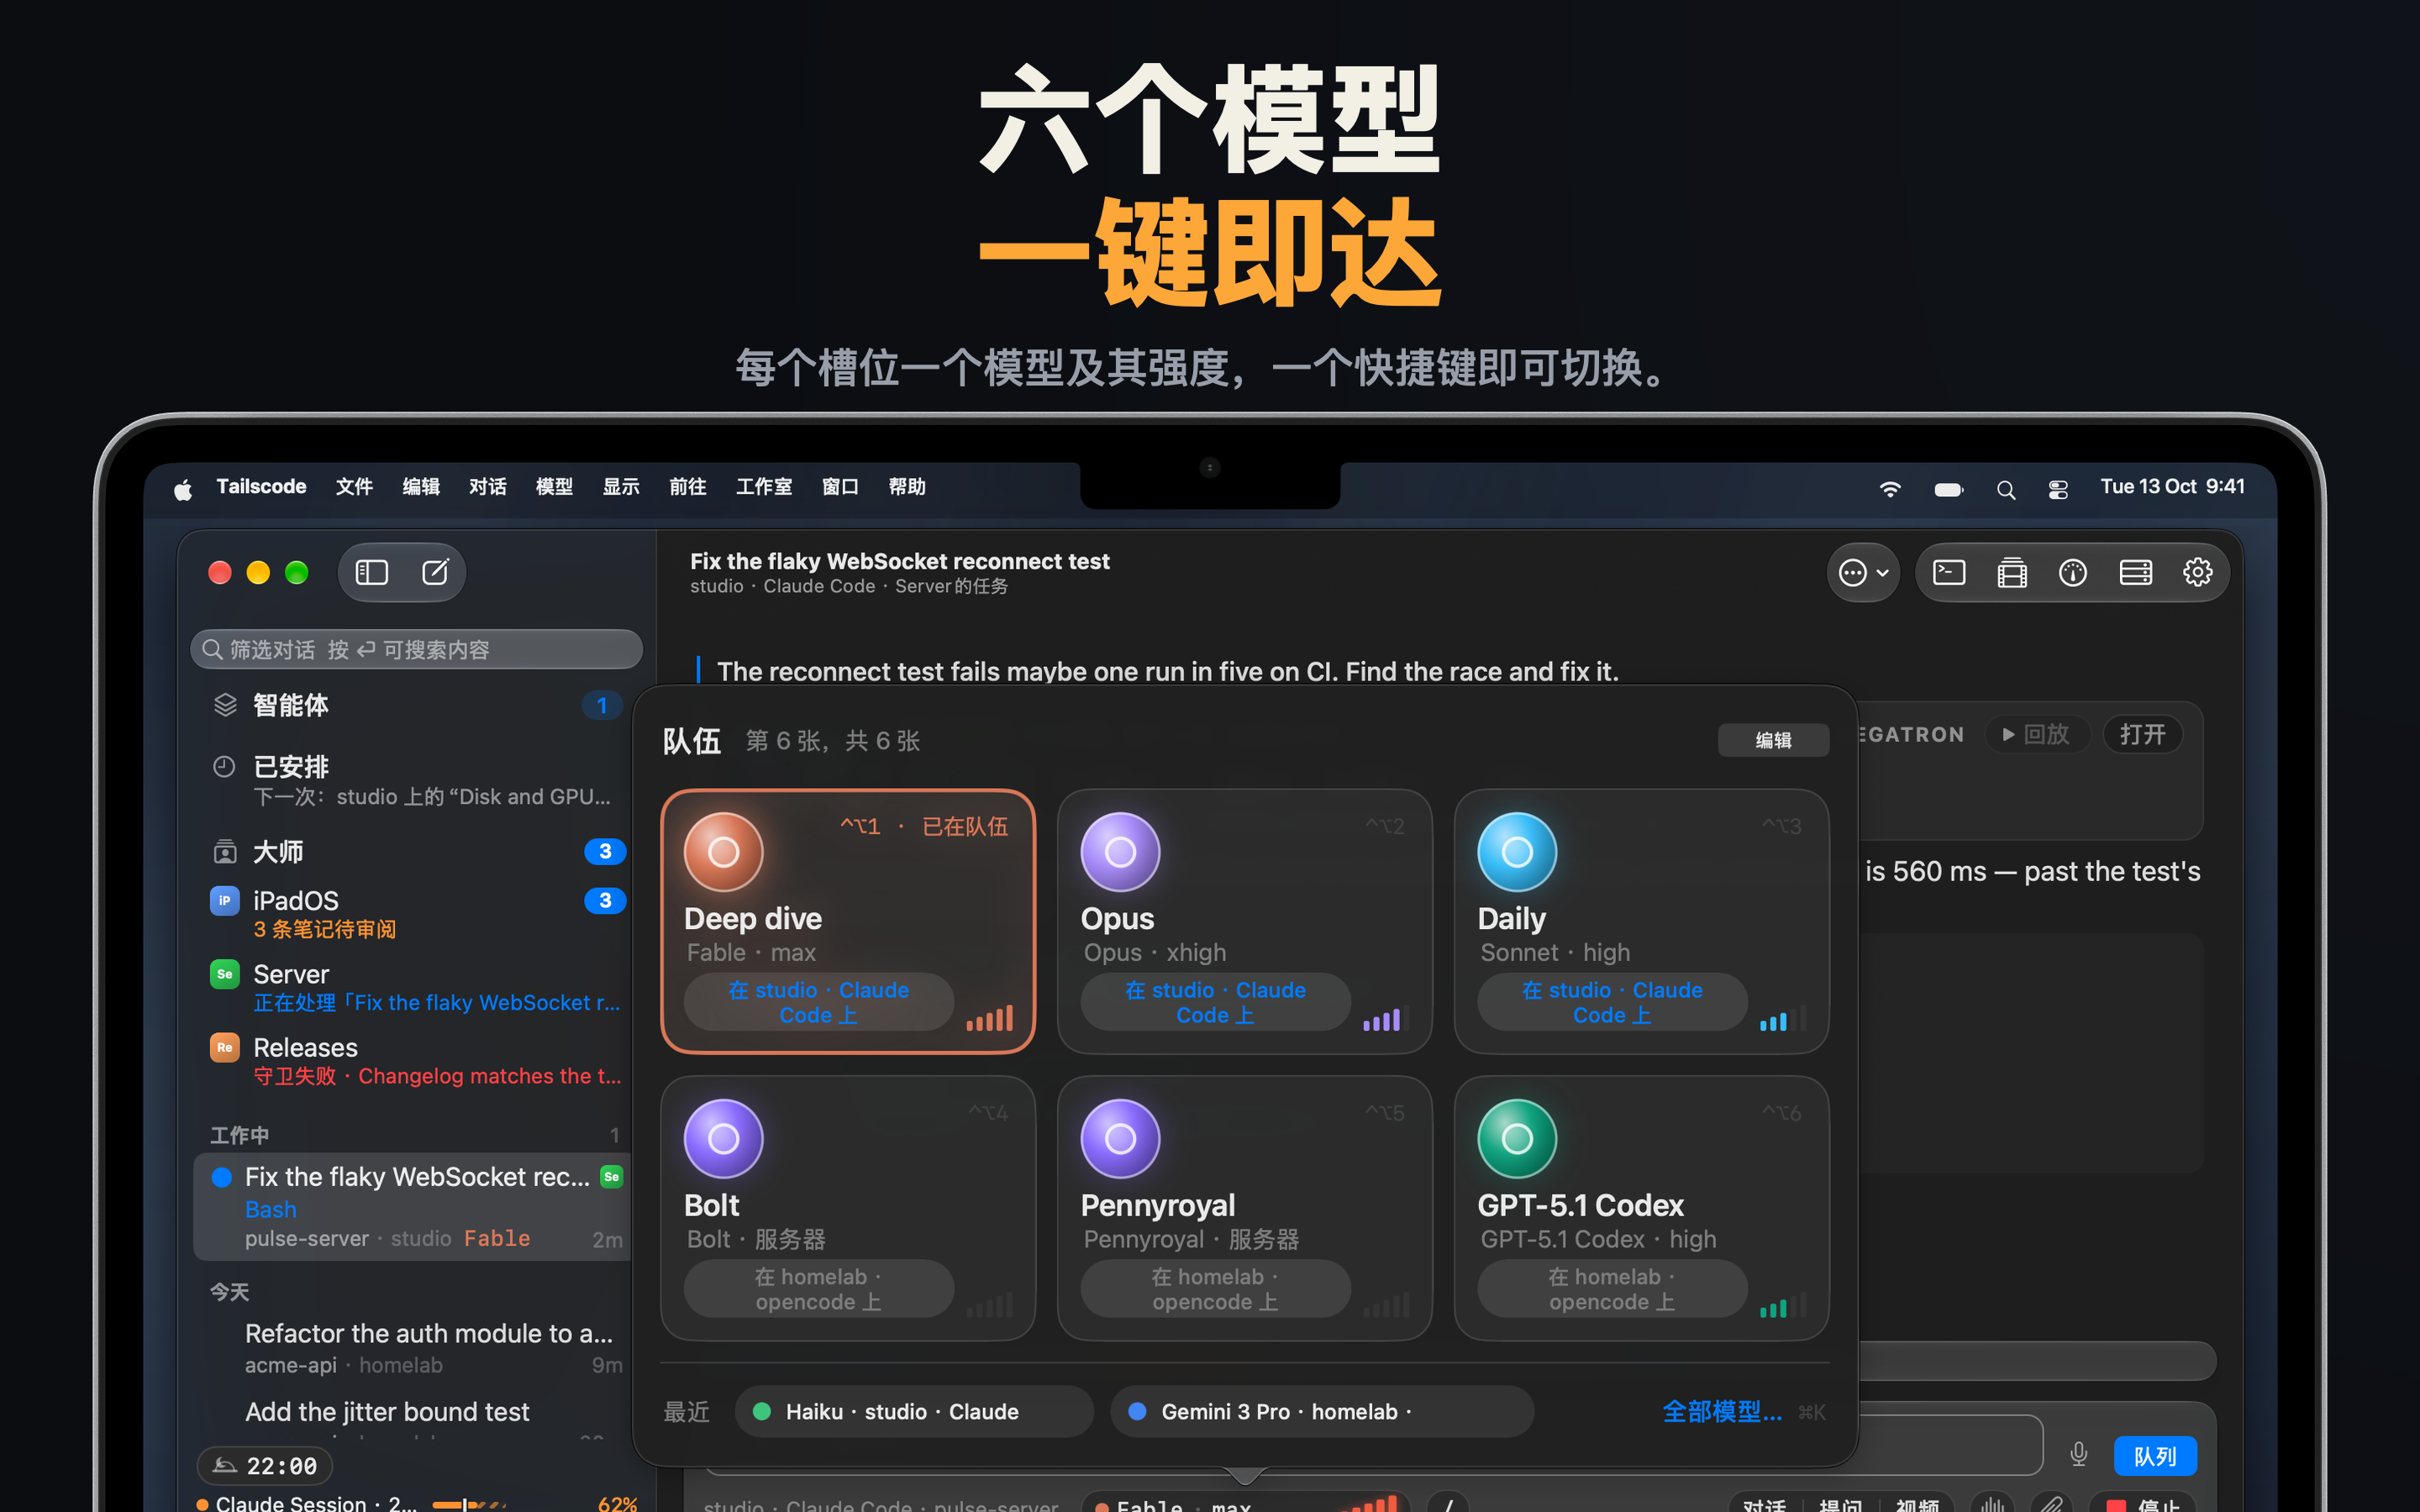 六个模型
一键即达
每个槽位一个模型及其强度，一个快捷键即可切换。
Tailscode 文件 编辑 对话 模型 显示 前往 工作室 窗口 帮助
Tue 13 Oct 9:41
Fix the flaky WebSocket reconnect test
studio · Claude Code · Server的任务
筛选对话 按 ⏎ 可搜索内容
The reconnect test fails maybe one run in five on CI. Find the race and fix it.
智能体 1
已安排
下一次：studio 上的 “Disk and GPU...
大师 3
iP iPadOS 3
3 条笔记待审阅
Se Server
正在处理「Fix the flaky WebSocket r...
Re Releases
守卫失败 · Changelog matches the t...
工作中 1
Fix the flaky WebSocket rec... Se
Bash
pulse-server · studio Fable 2m
今天
Refactor the auth module to a...
acme-api · homelab 9m
Add the jitter bound test
22:00
Claude Session · 2... 62%
队伍 第 6 张，共 6 张 编辑
GATRON 回放 打开
is 560 ms — past the test's
^⌥1 · 已在队伍
Deep dive
Fable · max
在 studio · Claude
Code 上
^⌥2
Opus
Opus · xhigh
在 studio · Claude
Code 上
^⌥3
Daily
Sonnet · high
在 studio · Claude
Code 上
^⌥4
Bolt
Bolt · 服务器
在 homelab ·
opencode 上
^⌥5
Pennyroyal
Pennyroyal · 服务器
在 homelab ·
opencode 上
^⌥6
GPT-5.1 Codex
GPT-5.1 Codex · high
在 homelab ·
opencode 上
最近 Haiku · studio · Claude Gemini 3 Pro · homelab · 全部模型... ⌘K
队列
studio · Claude Code · pulse-server Fable · max / 对话 提问 视频 停止